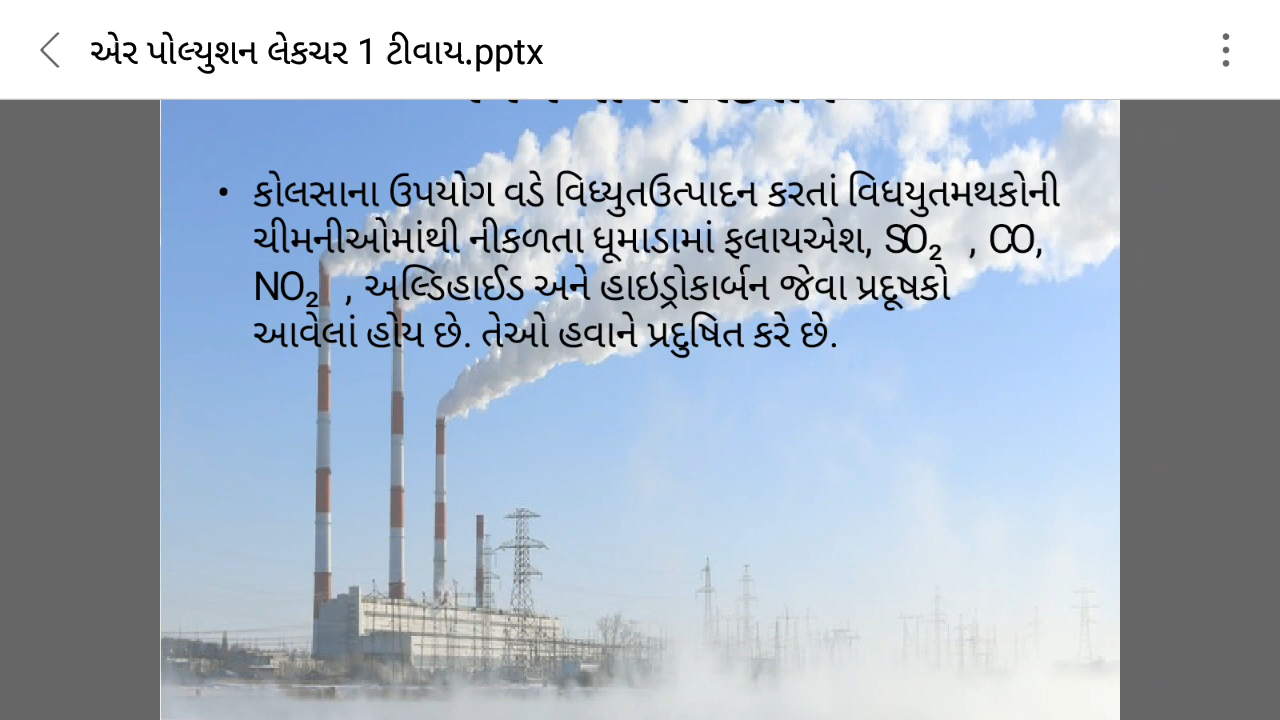 એર પોલ્યુશન લેકચર 1 ટીવાય.pptx
• કોલસાના ઉપયોગ વડે વિધ્યુતઉત્પાદન કરતાં વિધયુતમથકોની
ચીમનીઓમાંથી નીકળતા ધૂમાડામાં ફલાયએશ, SO₂ , CO,
NO₂ , અલ્ડિહાઈડ અને હાઇડ્રોકાર્બન જેવા પ્રદૂષકો
આવેલાં હોય છે. તેઓ હવાને પ્રદુષિત કરે છે.